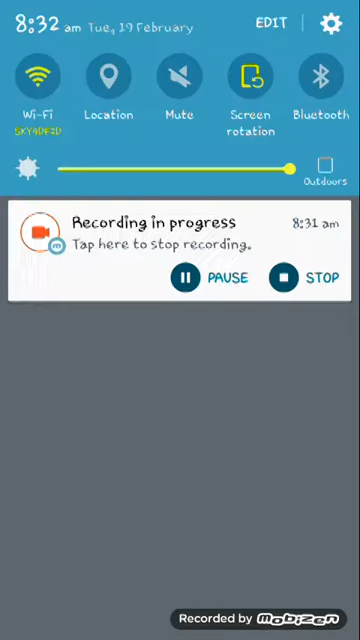 8:32 am Tue, 19 February EDIT
Wi-Fi Location Mute Screen rotation Bluetooth
SKY4DF2D
Outdoors
Recording in progress 8:31 am
Tap here to stop recording.
PAUSE STOP
Recorded by mobizen